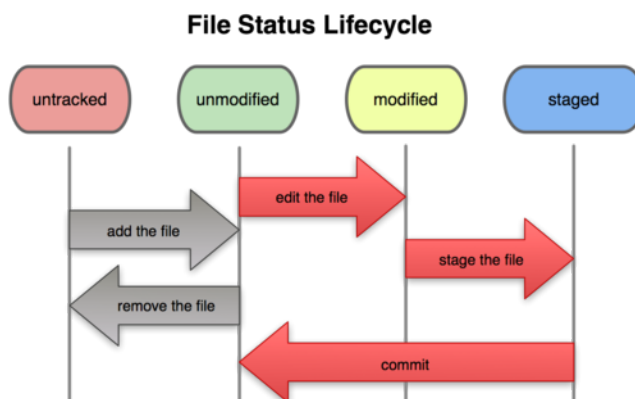 File Status Lifecycle
untracked
unmodified
modified
staged
edit the file
add the file
stage the file
remove the file
commit